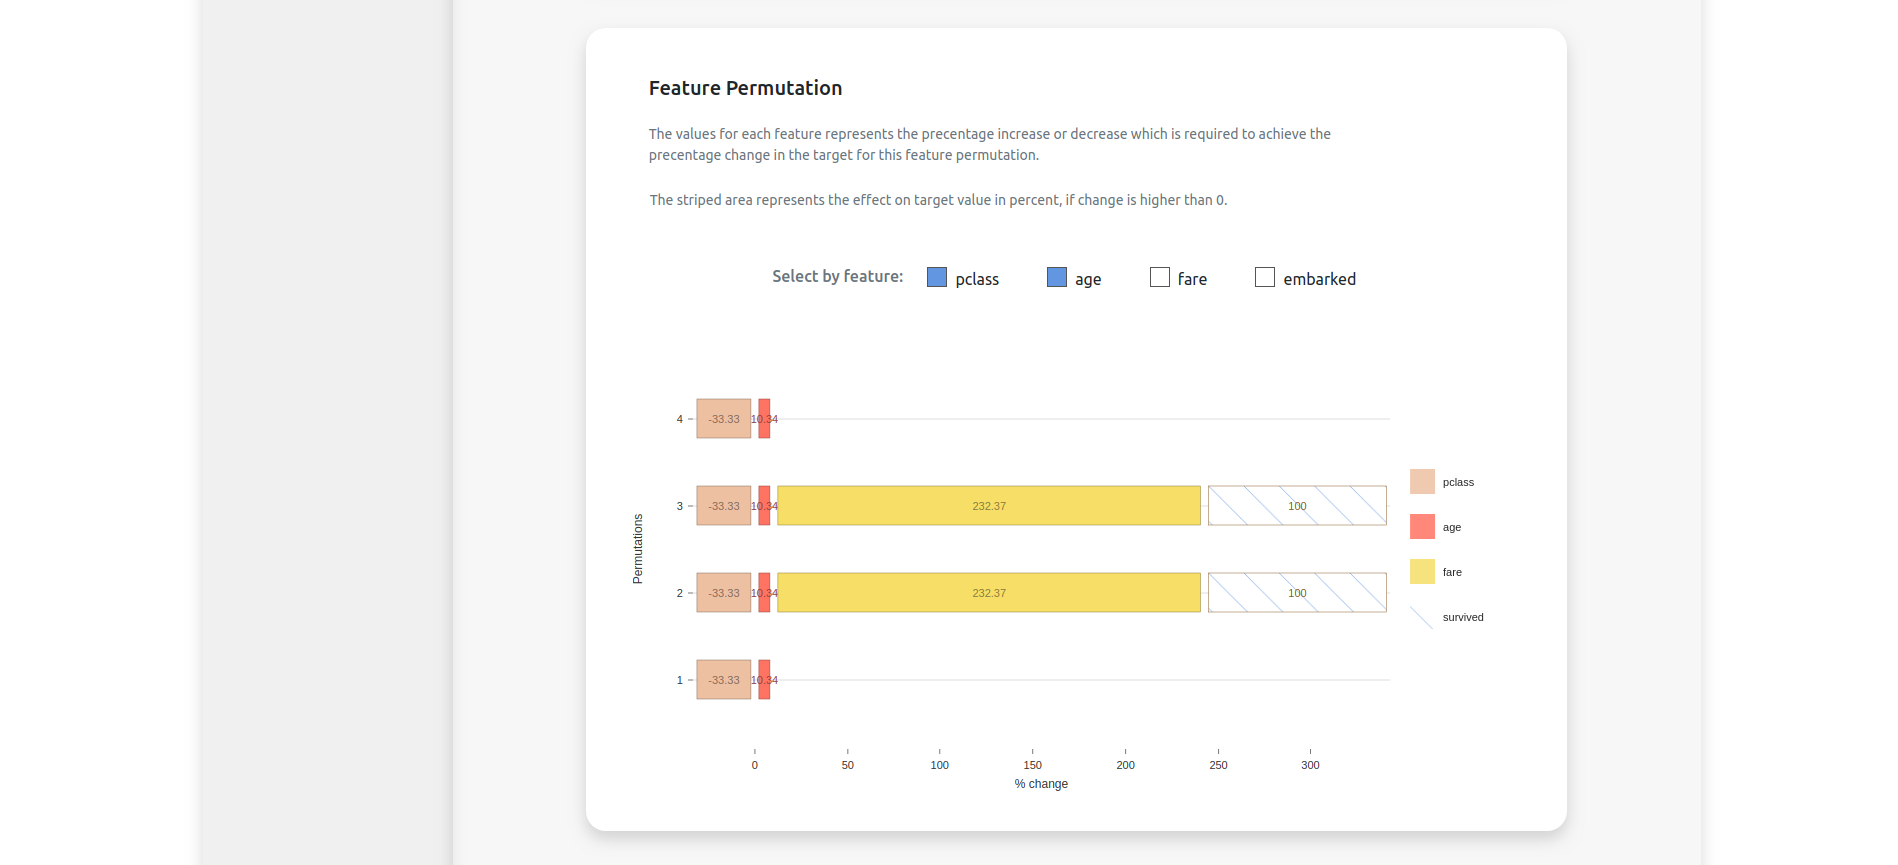 Feature Permutation
The values for each feature represents the precentage increase or decrease which is required to achieve the
precentage change in the target for this feature permutation.
The striped area represents the effect on target value in percent, if change is higher than 0.
Select by feature: pclass age fare embarked
4 -33.33 10.34
3 -33.33 10.34 232.37 100
2 -33.33 10.34 232.37 100
1 -33.33 10.34
Permutations
0 50 100 150 200 250 300
% change
pclass
age
fare
survived